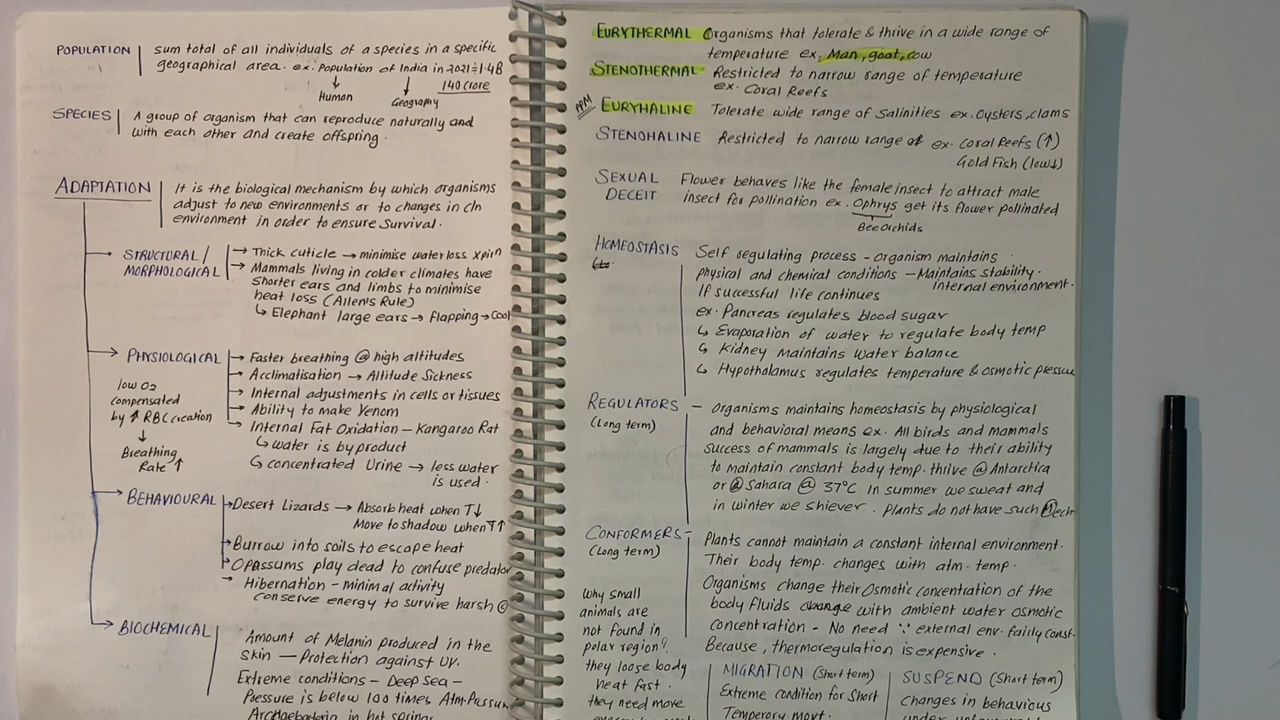 POPULATION sum total of all individuals of a species in a specific
geographical area. ex. Population of India in 2021 = 1.4B
140 crore
Human
Geography
SPECIES A group of organism that can reproduce naturally and
with each other and create offspring.
ADAPTATION It is the biological mechanism by which organisms
adjust to new environments or to changes in c/n
environment in order to ensure Survival.
STRUCTURAL/ → Thick cuticle → minimise water loss xpirn
MORPHOLOGICAL → Mammals living in colder climates have
shorter ears and limbs to minimise
heat loss (Allen's Rule)
↳ Elephant large ears → Flapping → Cool
PHYSIOLOGICAL → Faster breathing @ high altitudes
→ Acclimatisation → Altitude Sickness
→ Internal adjustments in cells or tissues
→ Ability to make Venom
→ Internal Fat Oxidation – Kangaroo Rat
↳ water is by product
↳ concentrated Urine → less water
is used.
low O2
compensated
by ↑ RBC creation
↓
Breathing
Rate ↑
BEHAVIOURAL → Desert Lizards → Absorb heat when T↓
Move to shadow when T↑
→ Burrow into soils to escape heat
→ Opassums play dead to confuse predator
→ Hibernation – minimal activity
conserve energy to survive harsh
BIOCHEMICAL Amount of Melanin produced in the
skin — Protection against UV.
Extreme conditions – Deep sea –
Pressure is below 100 times Atm. Pressur
Archaebacteria in hot springs
EURYTHERMAL Organisms that tolerate & thrive in a wide range of
temperature ex. Man, goat, cow
STENOTHERMAL Restricted to narrow range of temperature
ex. Coral Reefs
PPM EURYHALINE Tolerate wide range of Salinities ex. Oysters, clams
STENOHALINE Restricted to narrow range of ex. Coral Reefs (↑)
Gold Fish (low↓)
SEXUAL Flower behaves like the female insect to attract male
DECEIT insect for pollination ex. Ophrys get its flower pollinated
Bee Orchids
HOMEOSTASIS Self regulating process – organism maintains
physical and chemical conditions – Maintains Stability.
Internal environment.
If successful life continues
ex. Pancreas regulates blood sugar
↳ Evaporation of water to regulate body temp
↳ Kidney maintains water balance
↳ Hypothalamus regulates temperature & osmotic pressu
REGULATORS – Organisms maintains homeostasis by physiological
(Long term) and behavioral means ex. All birds and mammals
success of mammals is largely due to their ability
to maintain constant body temp. thrive @ Antarctica
or @ Sahara @ 37°C In summer we sweat and
in winter we shiever. Plants do not have such Mech
CONFORMERS – Plants cannot maintain a constant internal environment.
(Long term) Their body temp. changes with atm. temp.
Organisms change their Osmotic concentration of the
body fluids change with ambient water osmotic
concentration – No need ∵ external env. fairly const.
Because, thermoregulation is expensive.
Why small
animals are
not found in
polar region?
they loose body
heat fast.
they need more
MIGRATION (Short term)
Extreme condition for Short
Temporory movt.
SUSPEND (Short term)
changes in behavious